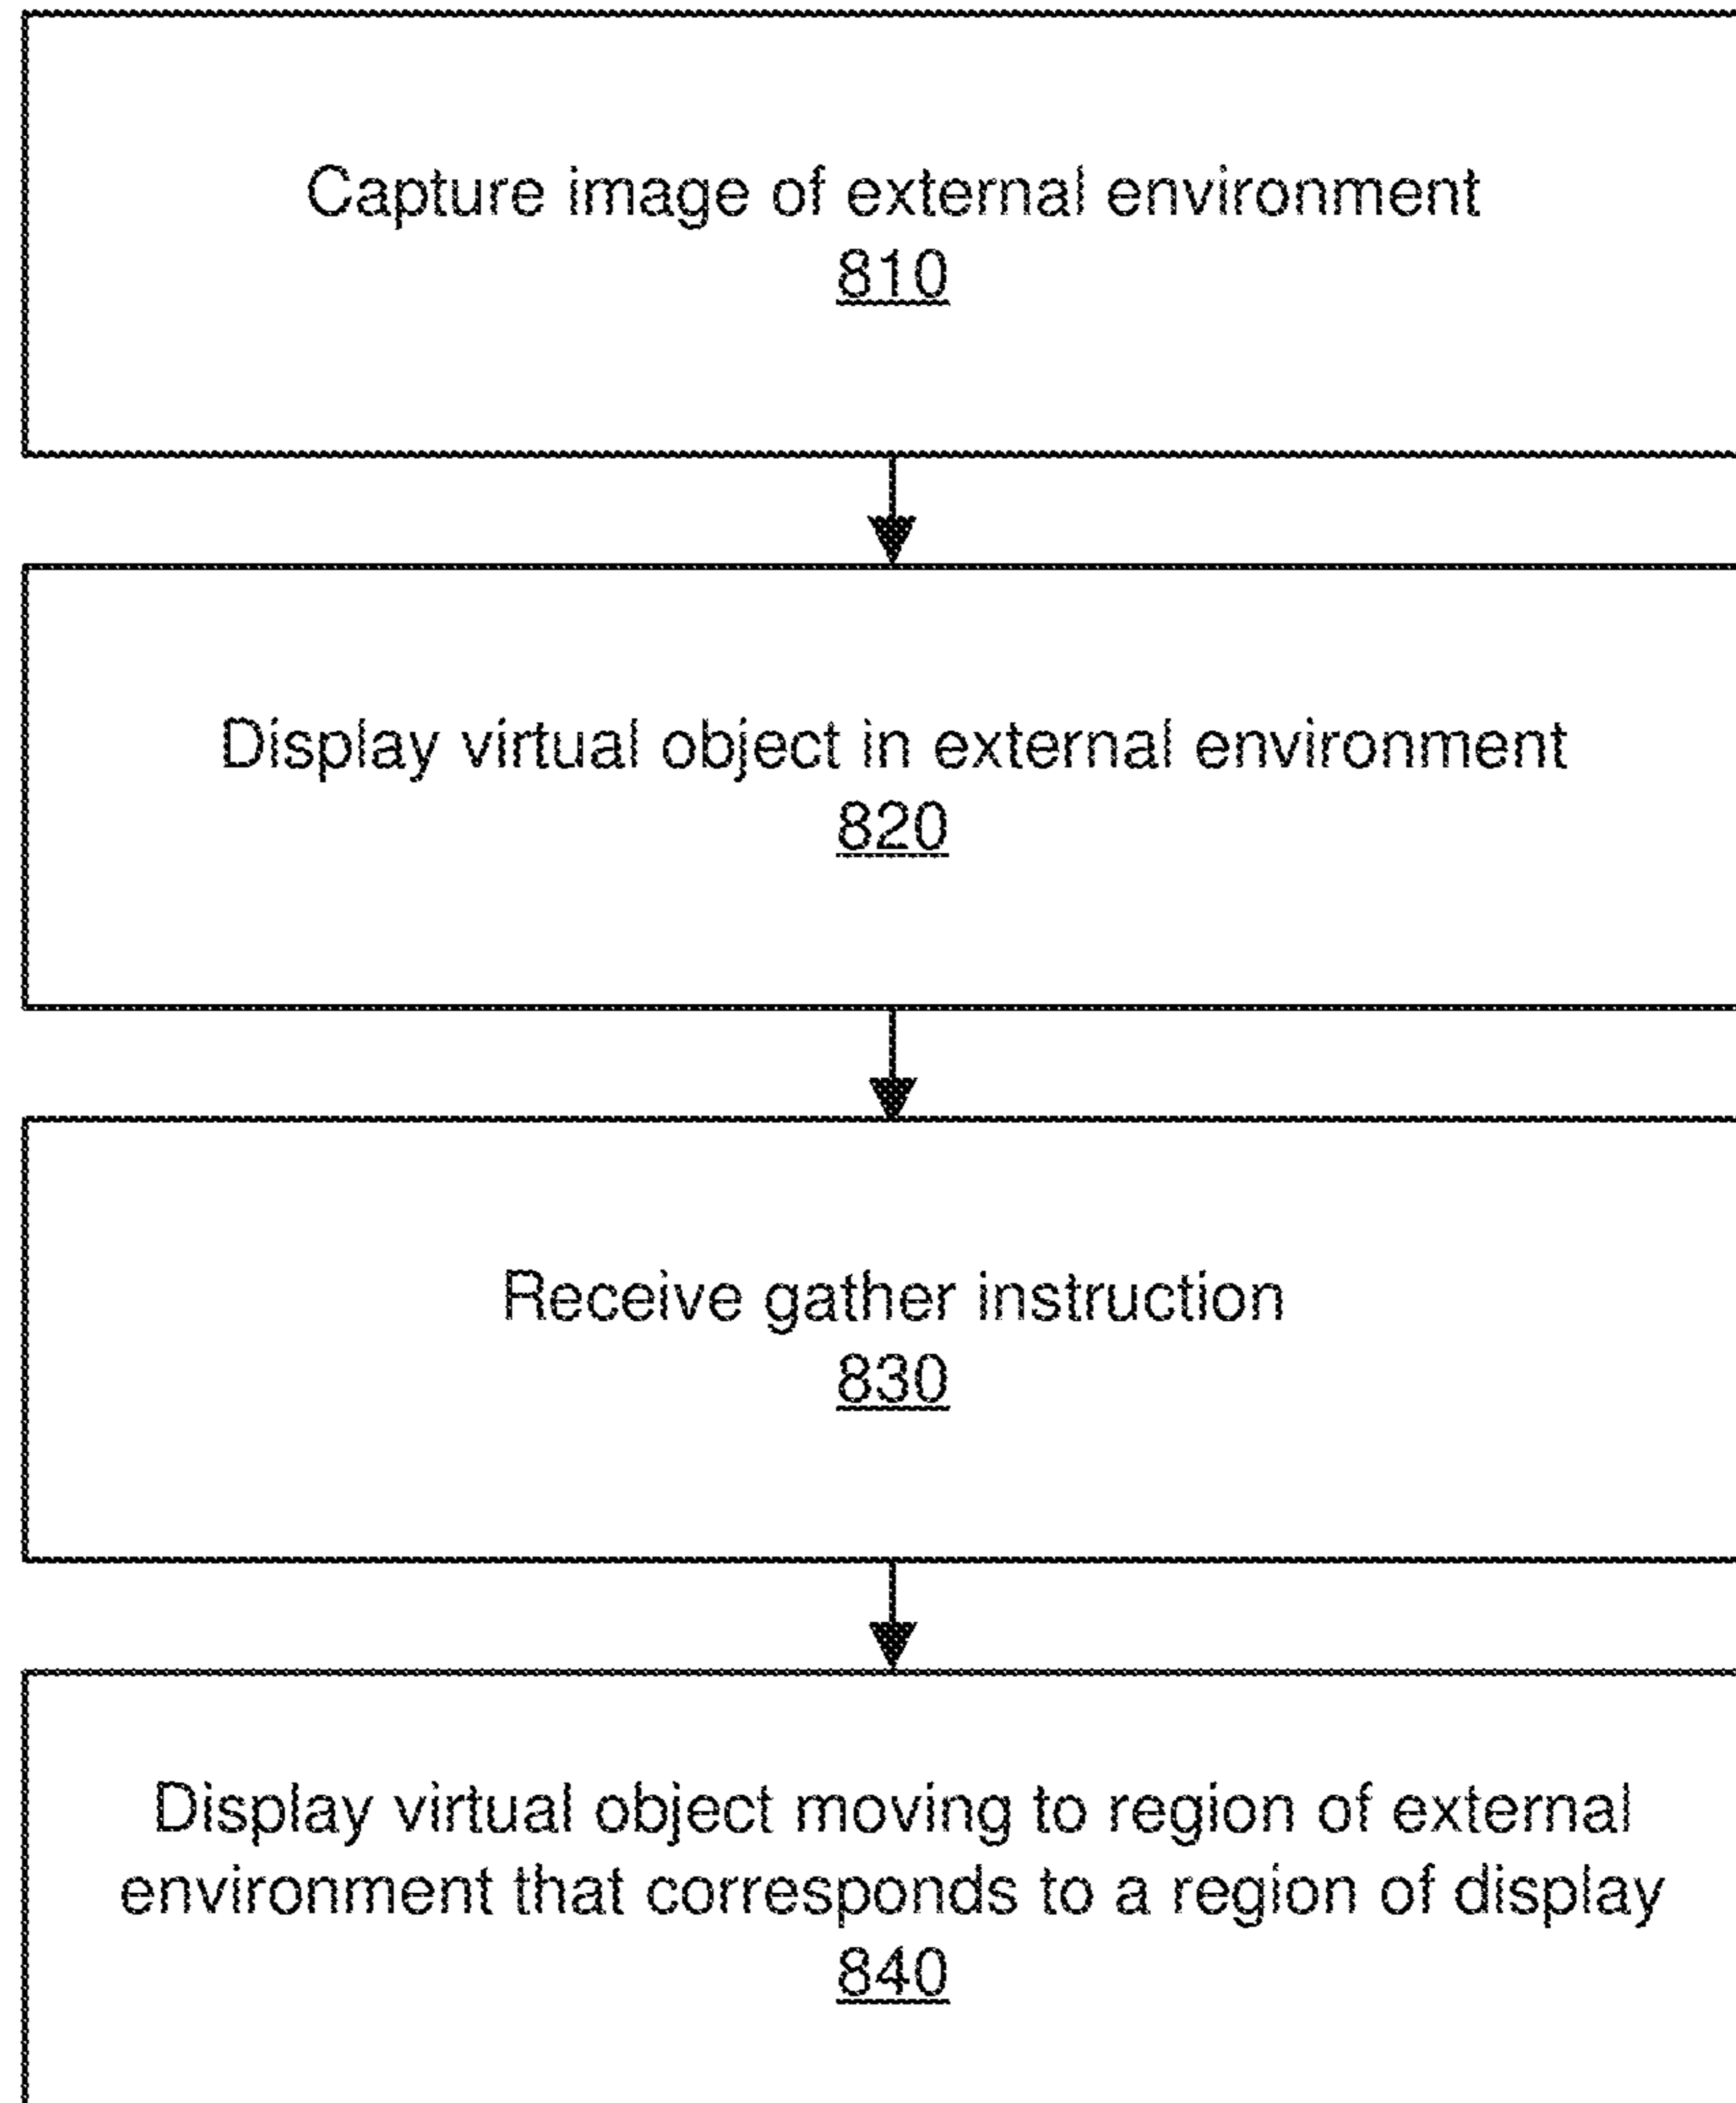 Capture image of external environment
810
Display virtual object in external environment
820
Receive gather instruction
830
Display virtual object moving to region of external
environment that corresponds to a region of display
840